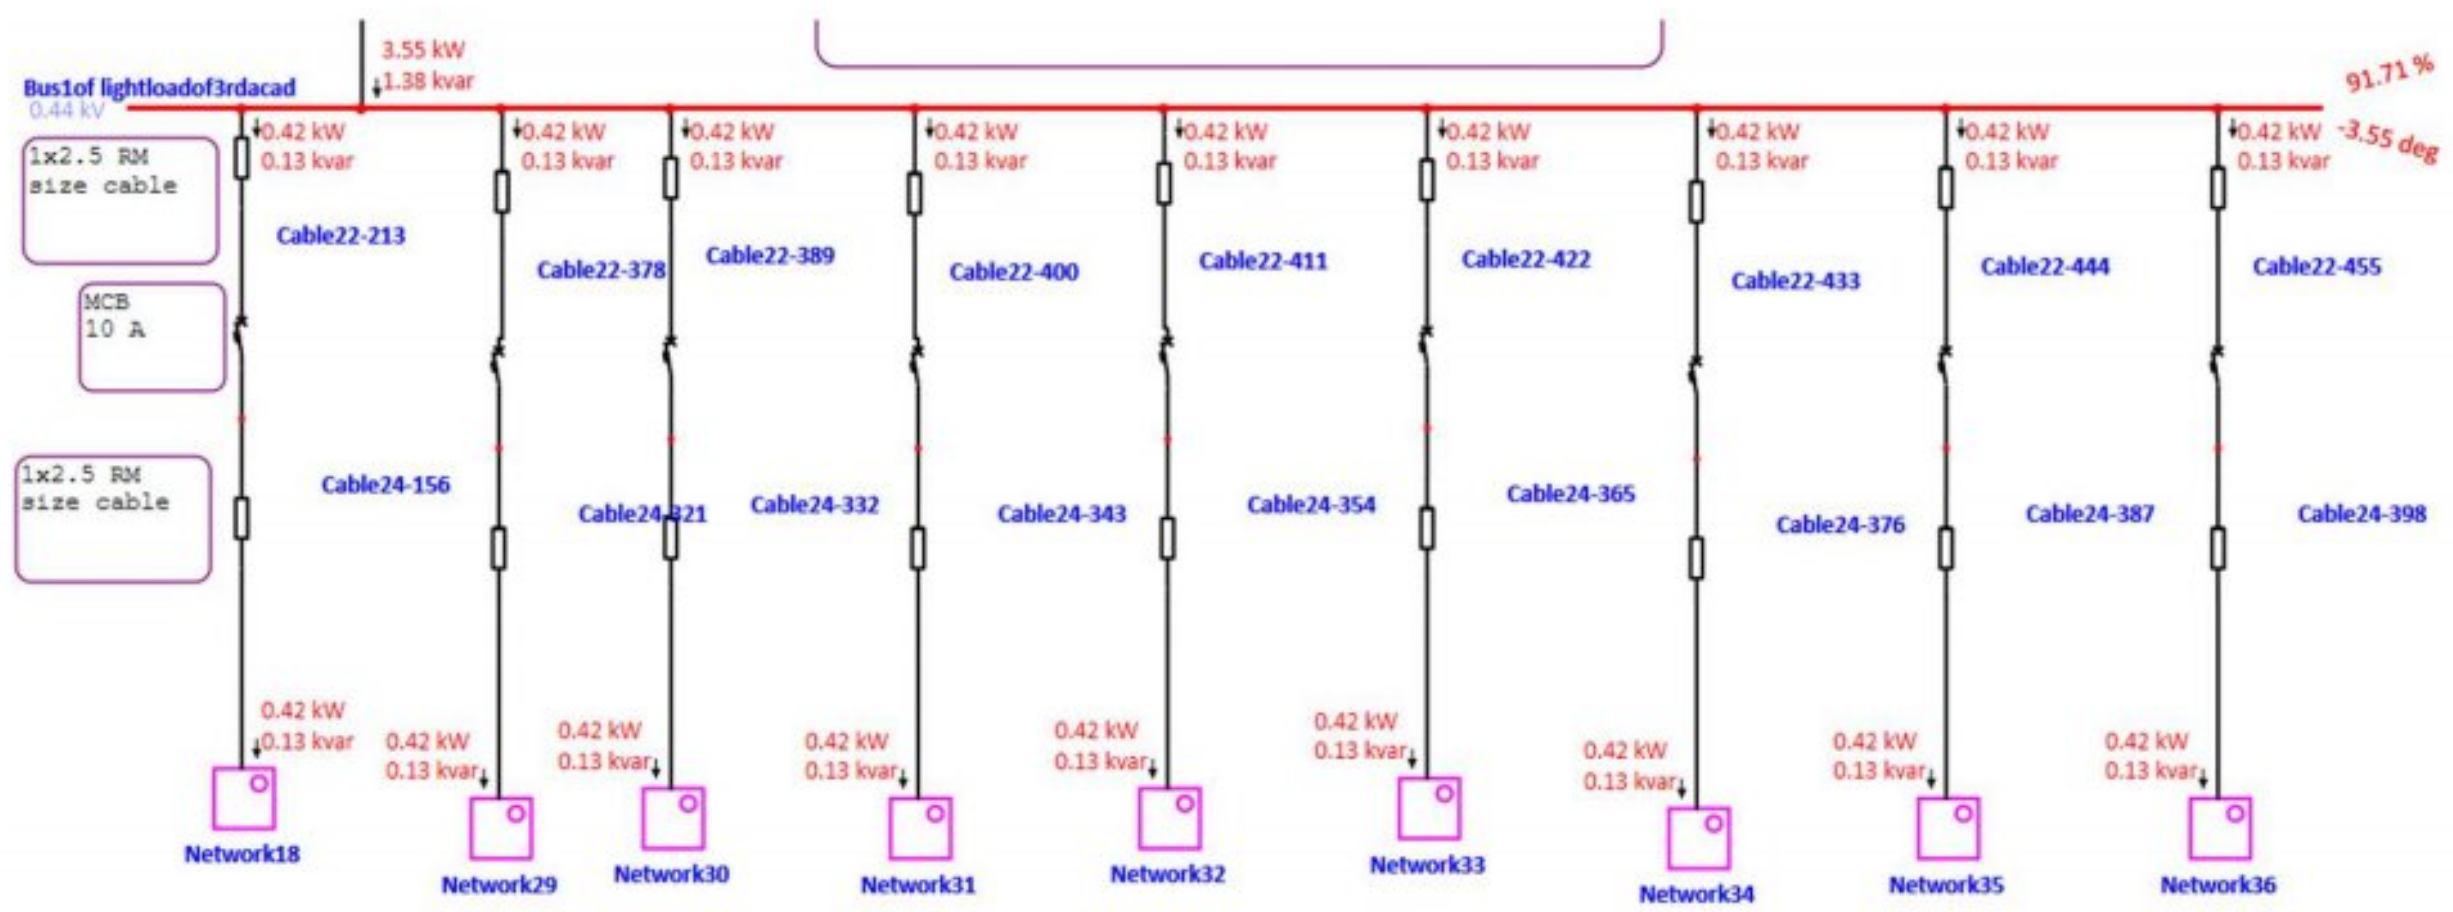 3.55 kW
1.38 kvar
91.71 %
Bus1of lightloadof3rdacad
0.44 kV
-3.55 deg
0.42 kW
0.13 kvar
0.42 kW
0.13 kvar
0.42 kW
0.13 kvar
0.42 kW
0.13 kvar
0.42 kW
0.13 kvar
0.42 kW
0.13 kvar
0.42 kW
0.13 kvar
0.42 kW
0.13 kvar
0.42 kW
0.13 kvar
1x2.5 RM
size cable
Cable22-213
Cable22-378
Cable22-389
Cable22-400
Cable22-411
Cable22-422
Cable22-433
Cable22-444
Cable22-455
MCB
10 A
1x2.5 RM
size cable
Cable24-156
Cable24-321
Cable24-332
Cable24-343
Cable24-354
Cable24-365
Cable24-376
Cable24-387
Cable24-398
0.42 kW
0.13 kvar
0.42 kW
0.13 kvar
0.42 kW
0.13 kvar
0.42 kW
0.13 kvar
0.42 kW
0.13 kvar
0.42 kW
0.13 kvar
0.42 kW
0.13 kvar
0.42 kW
0.13 kvar
0.42 kW
0.13 kvar
Network18
Network29
Network30
Network31
Network32
Network33
Network34
Network35
Network36